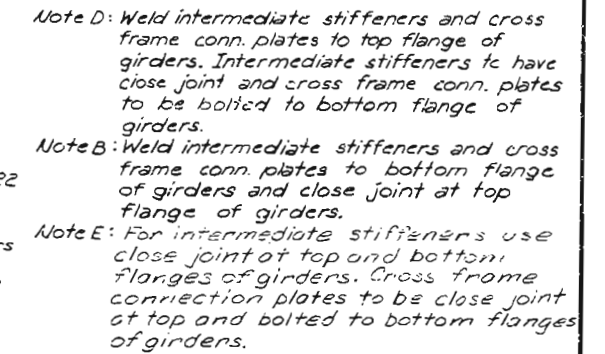 Note D: Weld intermediate stiffeners and cross
frame conn. plates to top flange of
girders. Intermediate stiffeners to have
close joint and cross frame conn. plates
to be bolted to bottom flange of
girders.
Note B: Weld intermediate stiffeners and cross
frame conn. plates to bottom flange
of girders and close joint at top
flange of girders.
Note E: For intermediate stiffeners use
close joint at top and bottom
flanges of girders. Cross frame
connection plates to be close joint
at top and bolted to bottom flanges
of girders.